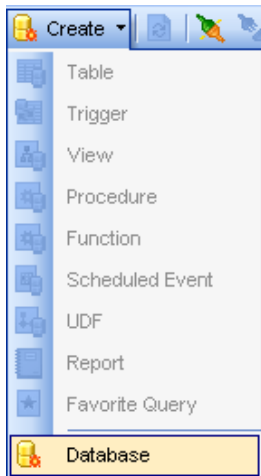 Create
Table
Trigger
View
Procedure
Function
Scheduled Event
UDF
Report
Favorite Query
Database